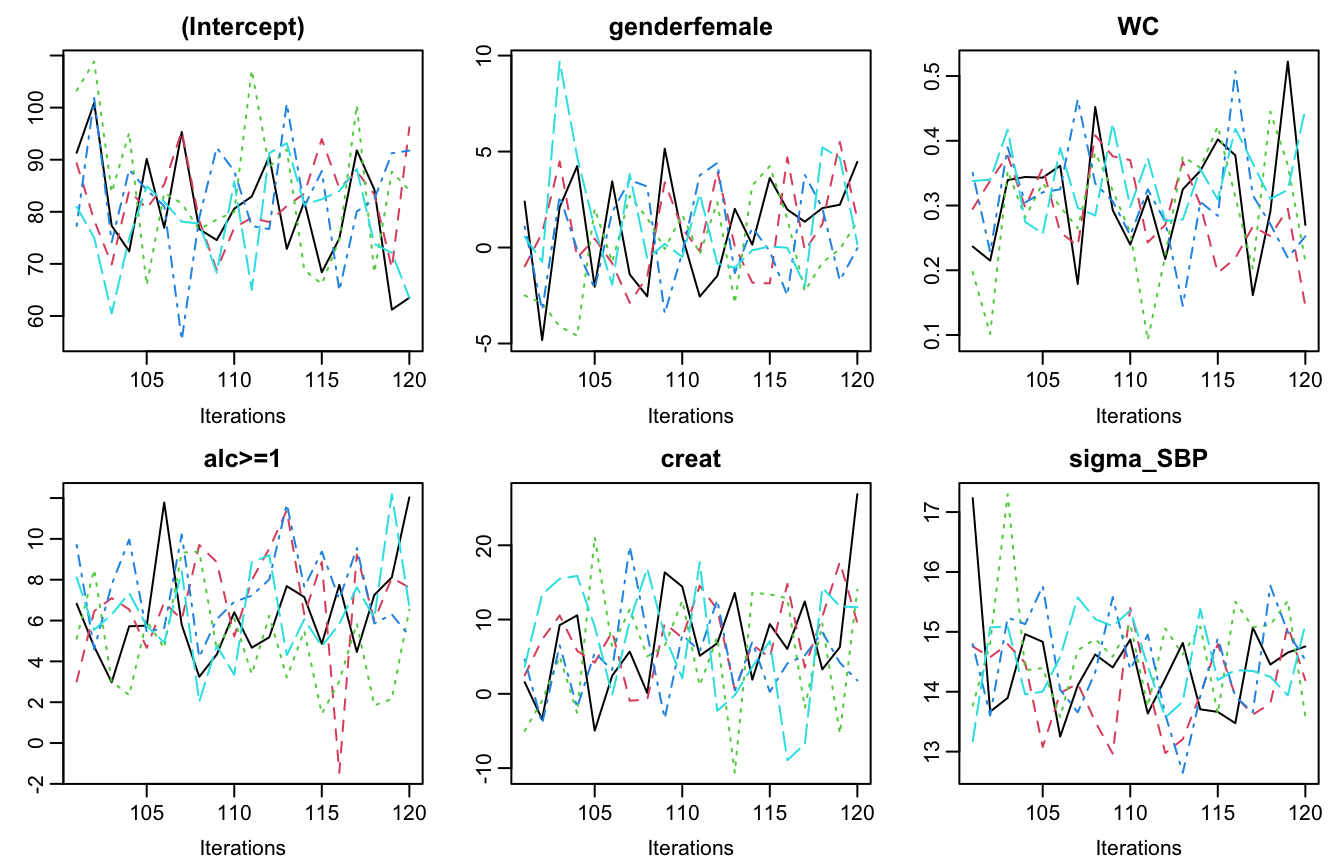 (Intercept)
100
90
80
70
60
105 110 115 120
Iterations
genderfemale
10
5
0
-5
105 110 115 120
Iterations
WC
0.5
0.4
0.3
0.2
0.1
105 110 115 120
Iterations
alc>=1
10
8
6
4
2
0
-2
105 110 115 120
Iterations
creat
20
10
0
-10
105 110 115 120
Iterations
sigma_SBP
17
16
15
14
13
105 110 115 120
Iterations